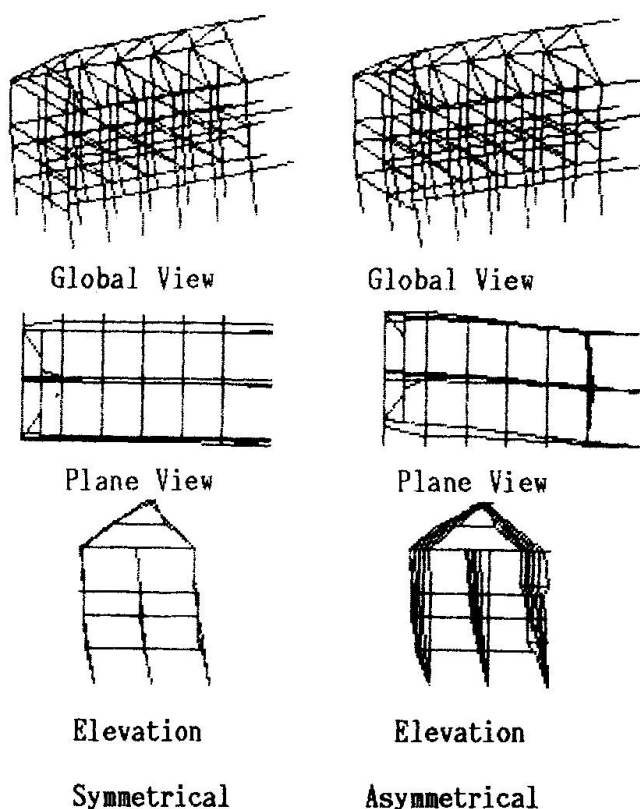 Global View Global View
Plane View Plane View
Elevation Elevation
Symmetrical Asymmetrical